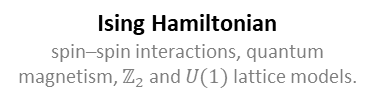 Ising Hamiltonian
spin–spin interactions, quantum
magnetism, ℤ₂ and 𝑈(1) lattice models.